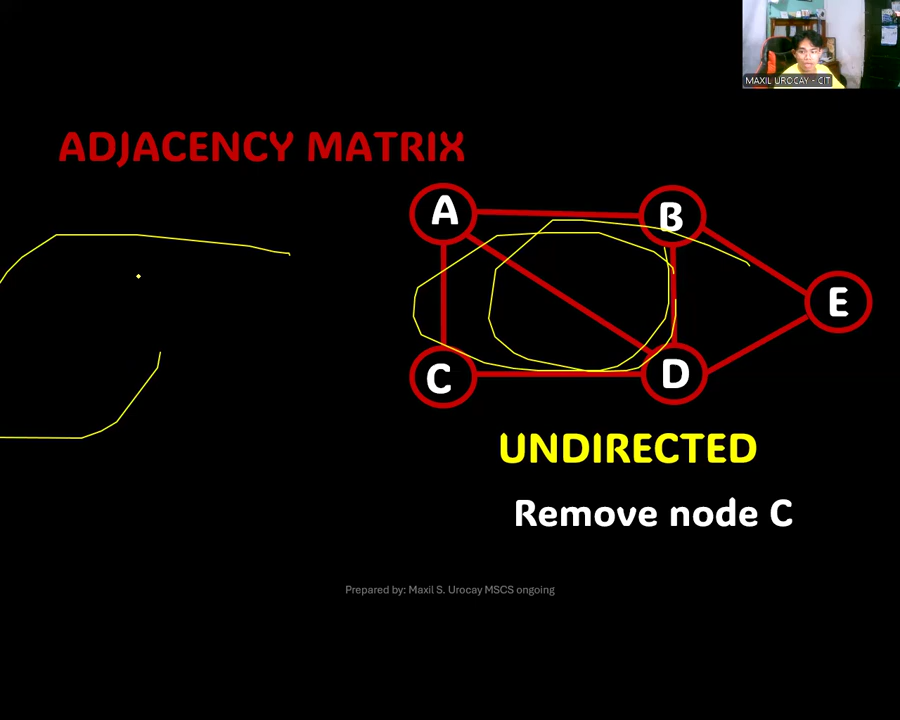 MAXIL UROCAY - CIT
ADJACENCY MATRIX
A
B
E
C
D
UNDIRECTED
Remove node C
Prepared by: Maxil S. Urocay MSCS ongoing